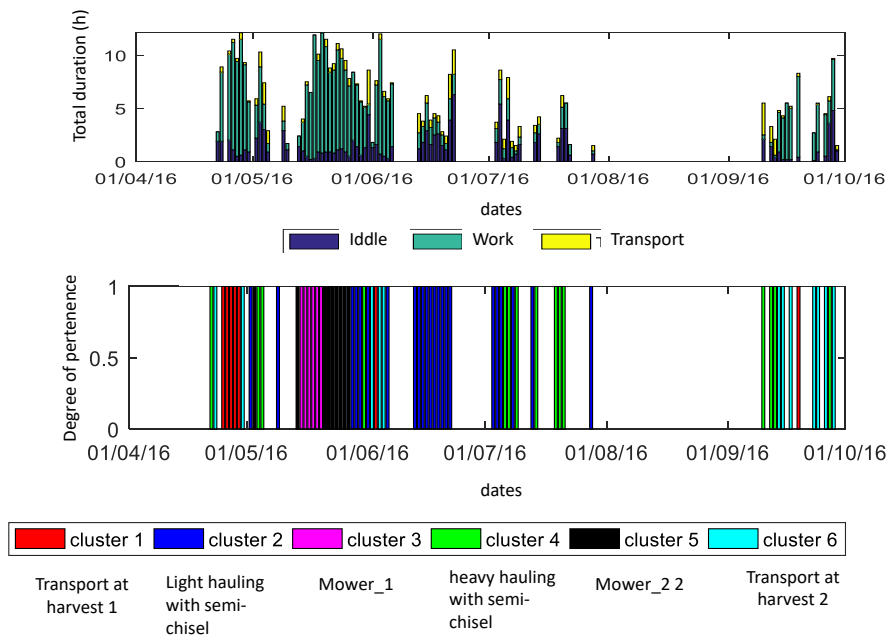 Total duration (h)
10
5
0
01/04/16 01/05/16 01/06/16 01/07/16 01/08/16 01/09/16 01/10/16
dates
Iddle Work Transport
Degree of pertenence
1
0.5
0
01/04/16 01/05/16 01/06/16 01/07/16 01/08/16 01/09/16 01/10/16
dates
cluster 1 cluster 2 cluster 3 cluster 4 cluster 5 cluster 6
Transport at
harvest 1
Light hauling
with semi-
chisel
Mower_1
heavy hauling
with semi-
chisel
Mower_2 2
Transport at
harvest 2